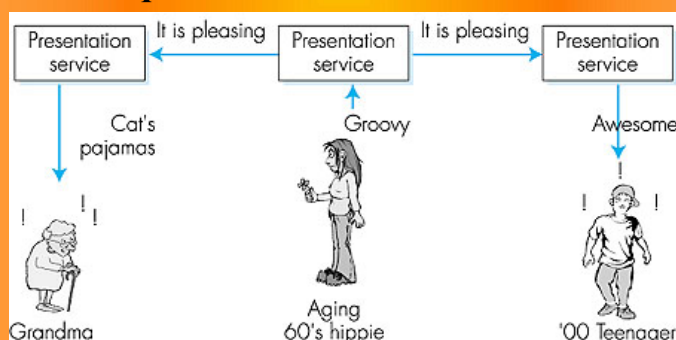 It is pleasing
It is pleasing
Presentation
service
Presentation
service
Presentation
service
Cat's
pajamas
Groovy
Awesome
! ! !
! ! !
Grandma
Aging
60's hippie
'00 Teenager